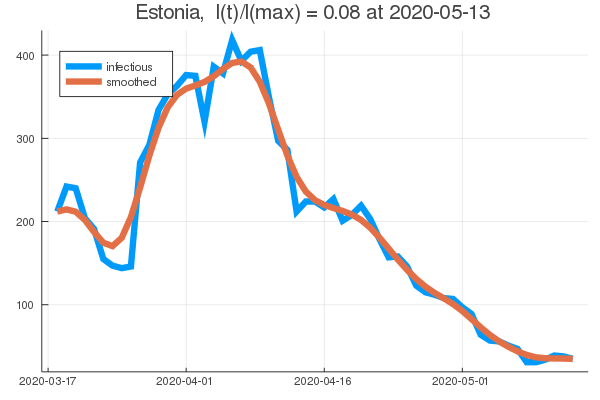 Estonia,  I(t)/I(max) = 0.08 at 2020-05-13
infectious
smoothed
400
300
200
100
2020-03-17
2020-04-01
2020-04-16
2020-05-01